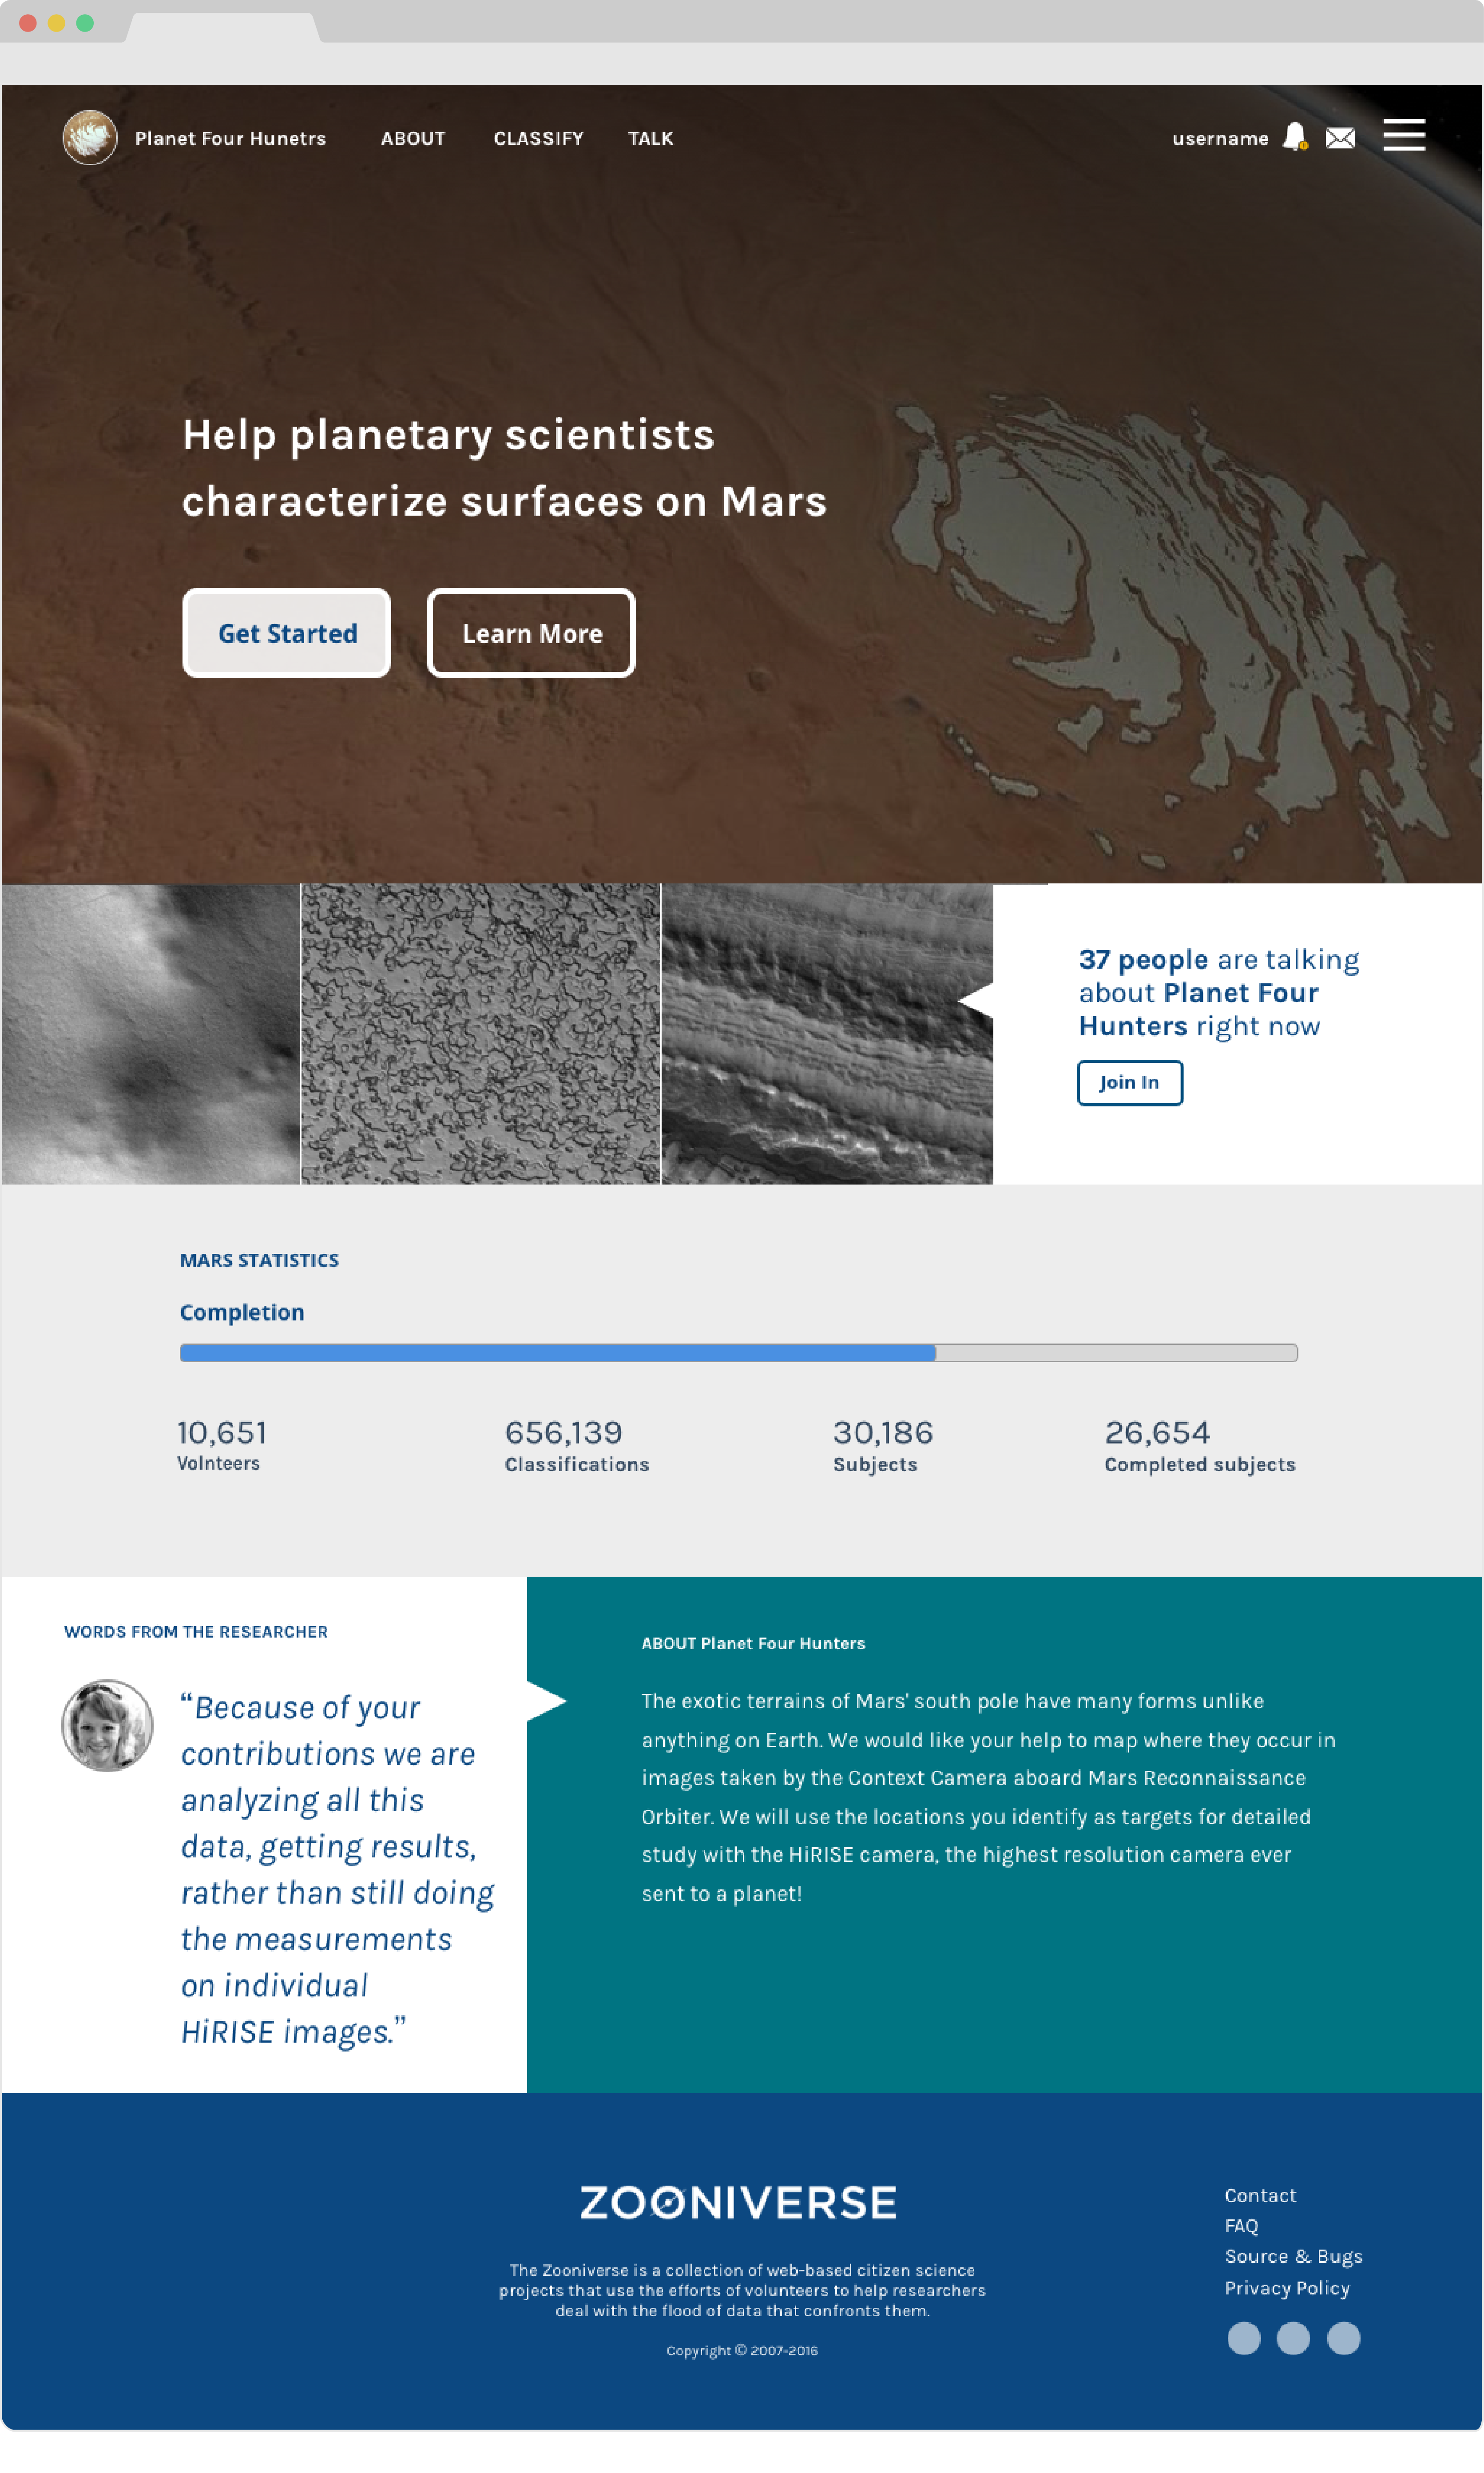 Planet Four Hunetrs ABOUT CLASSIFY TALK username
Help planetary scientists
characterize surfaces on Mars
Get Started Learn More
37 people are talking
about Planet Four
Hunters right now
Join In
MARS STATISTICS
Completion
10,651 656,139 30,186 26,654
Volnteers Classifications Subjects Completed subjects
WORDS FROM THE RESEARCHER
“Because of your
contributions we are
analyzing all this
data, getting results,
rather than still doing
the measurements
on individual
HiRISE images.”
ABOUT Planet Four Hunters
The exotic terrains of Mars' south pole have many forms unlike
anything on Earth. We would like your help to map where they occur in
images taken by the Context Camera aboard Mars Reconnaissance
Orbiter. We will use the locations you identify as targets for detailed
study with the HiRISE camera, the highest resolution camera ever
sent to a planet!
ZOONIVERSE
The Zooniverse is a collection of web-based citizen science
projects that use the efforts of volunteers to help researchers
deal with the flood of data that confronts them.
Copyright © 2007-2016
Contact
FAQ
Source & Bugs
Privacy Policy